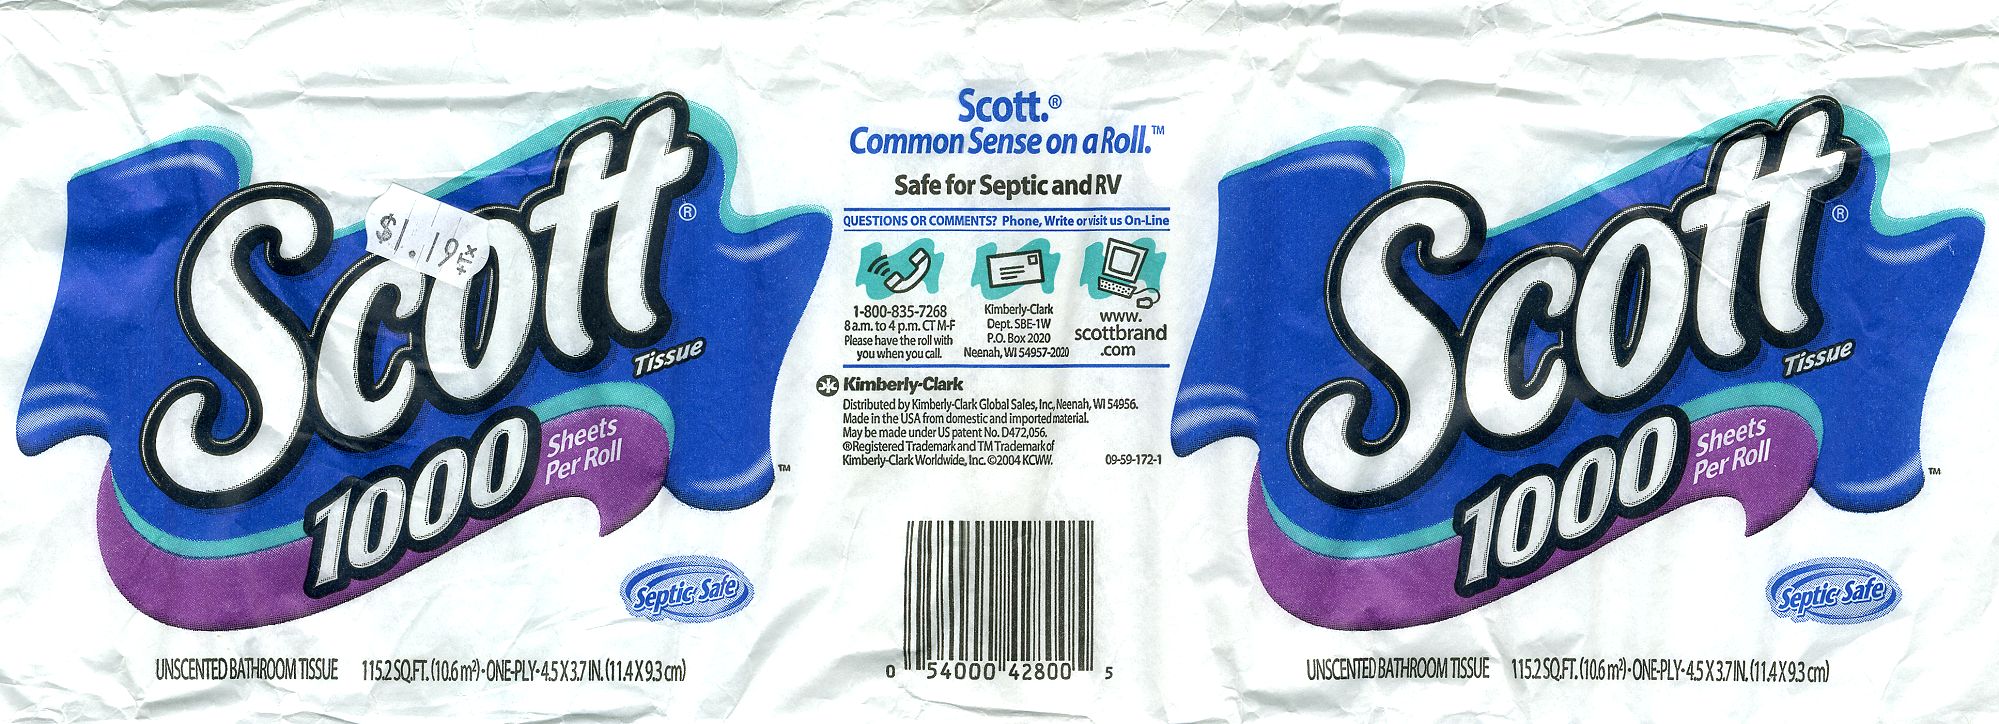 Scott®
$1.19
+Tx
Tissue
1000
Sheets
Per Roll
™
Septic Safe
UNSCENTED BATHROOM TISSUE 115.2 SQ. FT. (10.6 m²) • ONE-PLY • 4.5 X 3.7 IN. (11.4 X 9.3 cm)
Scott.®
Common Sense on a Roll.™
Safe for Septic and RV
QUESTIONS OR COMMENTS? Phone, Write or visit us On-Line
1-800-835-7268
8 a.m. to 4 p.m. CT M-F
Please have the roll with
you when you call.
Kimberly-Clark
Dept. SBE-1W
P.O. Box 2020
Neenah, WI 54957-2020
www.
scottbrand
.com
Kimberly-Clark
Distributed by Kimberly-Clark Global Sales, Inc, Neenah, WI 54956.
Made in the USA from domestic and imported material.
May be made under US patent No. D472,056.
®Registered Trademark and TM Trademark of
Kimberly-Clark Worldwide, Inc. ©2004 KCWW. 09-59-172-1
0 54000 42800 5
Scott®
Tissue
1000
Sheets
Per Roll
™
Septic Safe
UNSCENTED BATHROOM TISSUE 115.2 SQ. FT. (10.6 m²) • ONE-PLY • 4.5 X 3.7 IN. (11.4 X 9.3 cm)